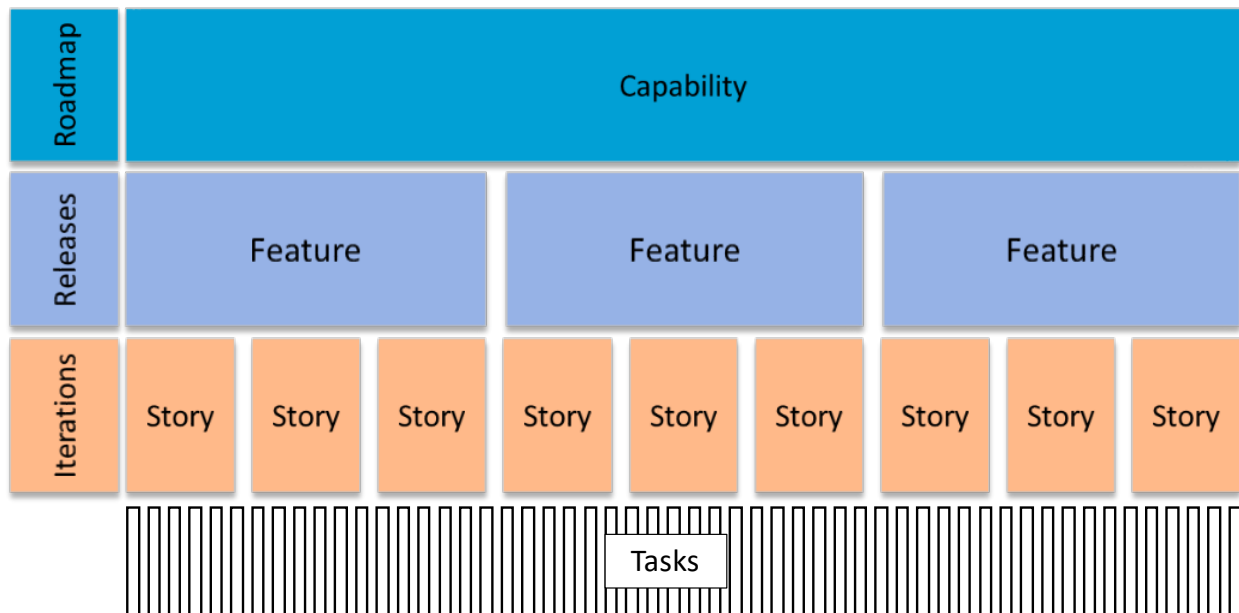 Roadmap
Capability
Releases
Feature
Feature
Feature
Iterations
Story
Story
Story
Story
Story
Story
Story
Story
Story
Tasks